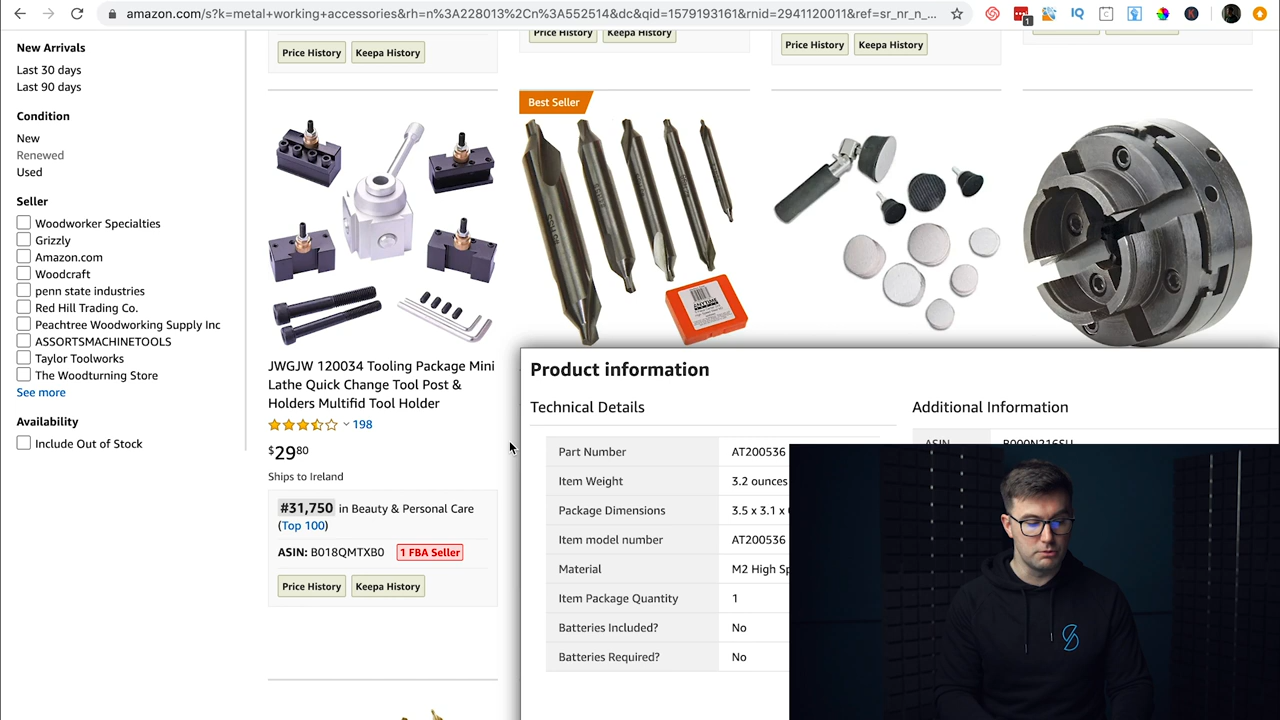 amazon.com/s?k=metal+working+accessories&rh=n%3A228013%2Cn%3A552514&dc&qid=1579193161&rnid=2941120011&ref=sr_nr_n_...
1
IQ
C
K
New Arrivals
Last 30 days
Last 90 days
Condition
New
Renewed
Used
Seller
Woodworker Specialties
Grizzly
Amazon.com
Woodcraft
penn state industries
Red Hill Trading Co.
Peachtree Woodworking Supply Inc
ASSORTSMACHINETOOLS
Taylor Toolworks
The Woodturning Store
See more
Availability
Include Out of Stock
Price History Keepa History
Price History Keepa History
Price History Keepa History
Best Seller
JWGJW 120034 Tooling Package Mini
Lathe Quick Change Tool Post &
Holders Multifid Tool Holder
198
$29 80
Ships to Ireland
#31,750 in Beauty & Personal Care
(Top 100)
ASIN: B018QMTXB0 1 FBA Seller
Price History Keepa History
Product information
Technical Details
Part Number AT200536
Item Weight 3.2 ounces
Package Dimensions 3.5 x 3.1 x
Item model number AT200536
Material M2 High Sp
Item Package Quantity 1
Batteries Included? No
Batteries Required? No
Additional Information
ASIN B000N216SU